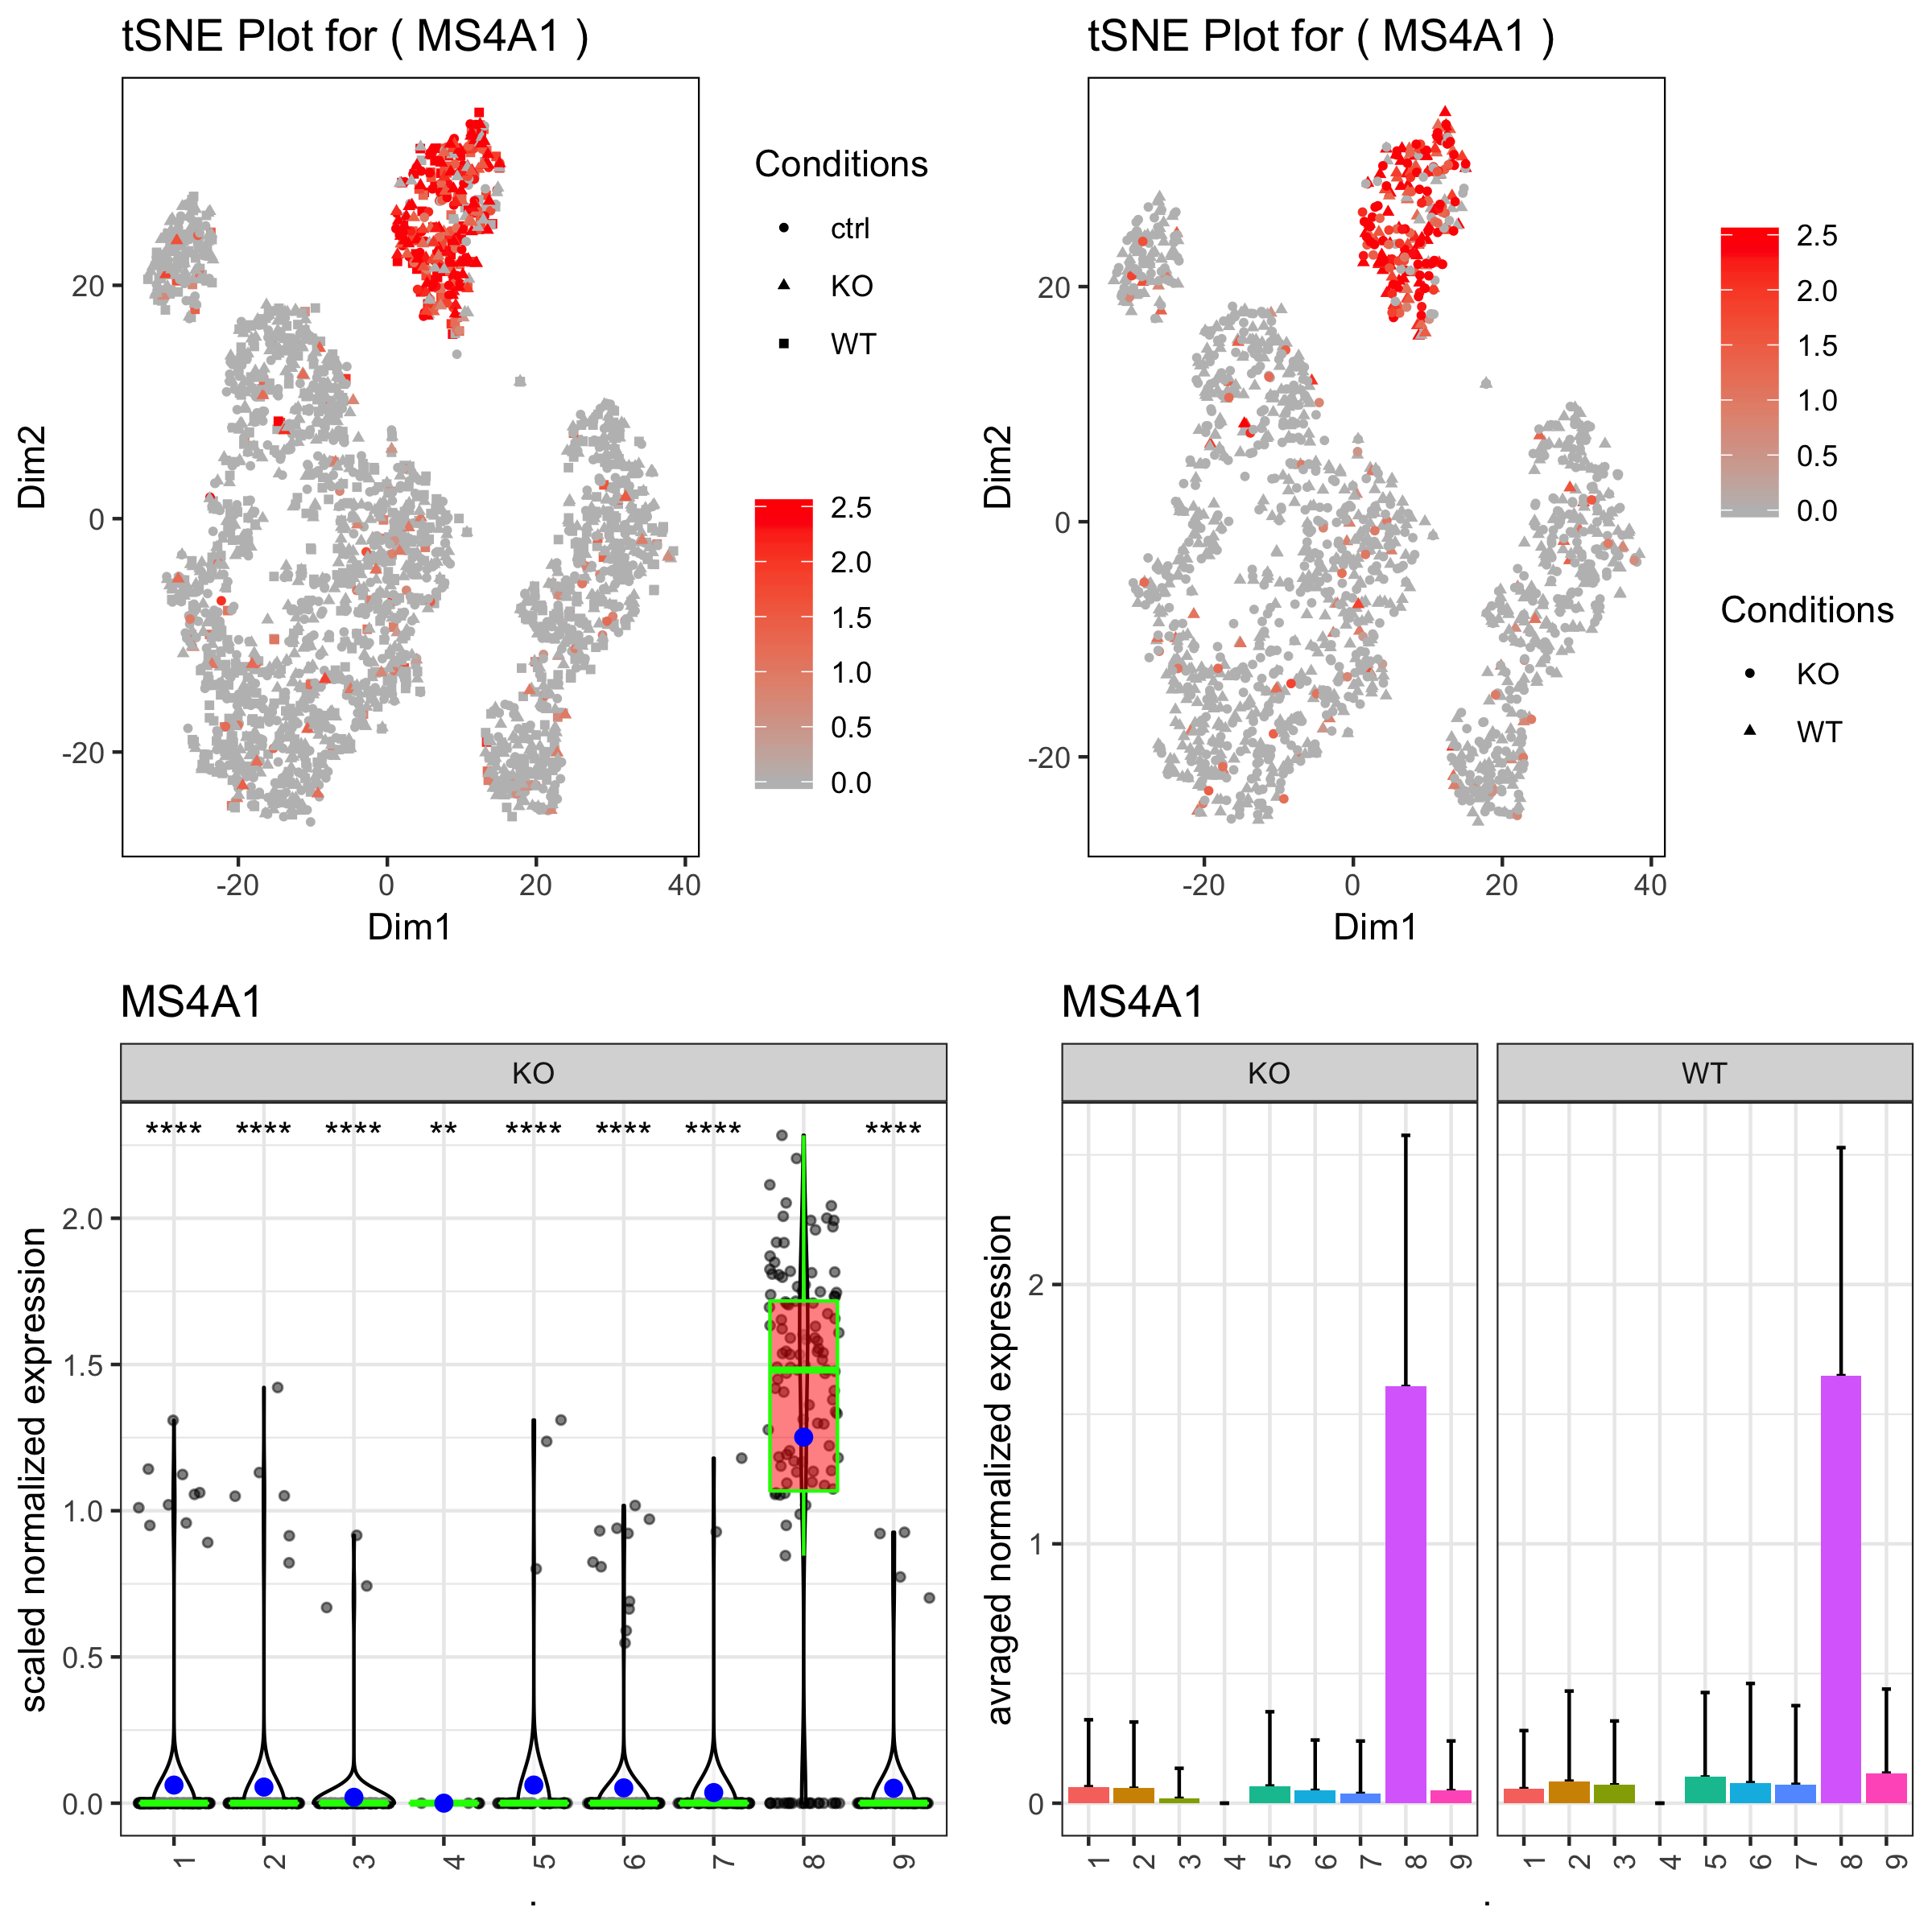 tSNE Plot for ( MS4A1 )
20
0
-20
Dim2
-20 0 20 40
Dim1
Conditions
ctrl
KO
WT
2.5
2.0
1.5
1.0
0.5
0.0
tSNE Plot for ( MS4A1 )
20
0
-20
Dim2
-20 0 20 40
Dim1
2.5
2.0
1.5
1.0
0.5
0.0
Conditions
KO
WT
MS4A1
KO
**** **** **** ** **** **** **** ****
2.0
1.5
1.0
0.5
0.0
scaled normalized expression
1 2 3 4 5 6 7 8 9
.
MS4A1
KO WT
2
1
0
avraged normalized expression
1 2 3 4 5 6 7 8 9 1 2 3 4 5 6 7 8 9
.